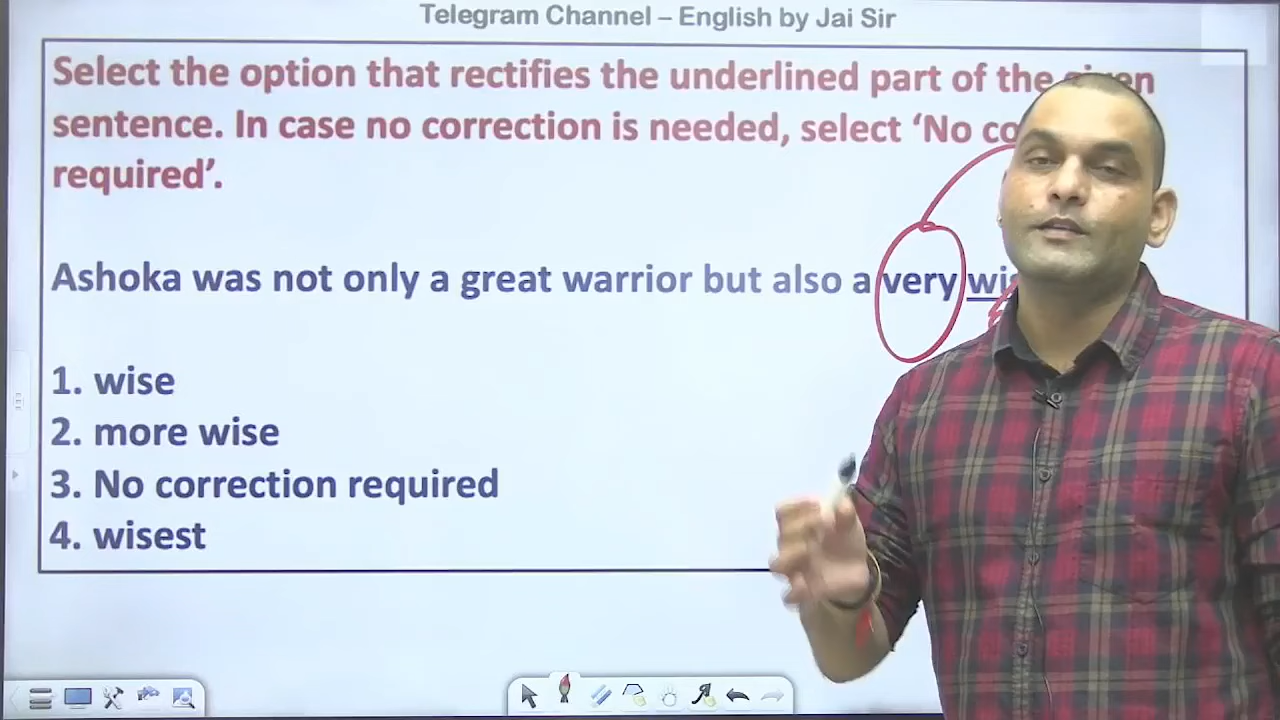 Telegram Channel – English by Jai Sir
Select the option that rectifies the underlined part of the given
sentence. In case no correction is needed, select ‘No
required’.
Ashoka was not only a great warrior but also a very
1. wise
2. more wise
3. No correction required
4. wisest